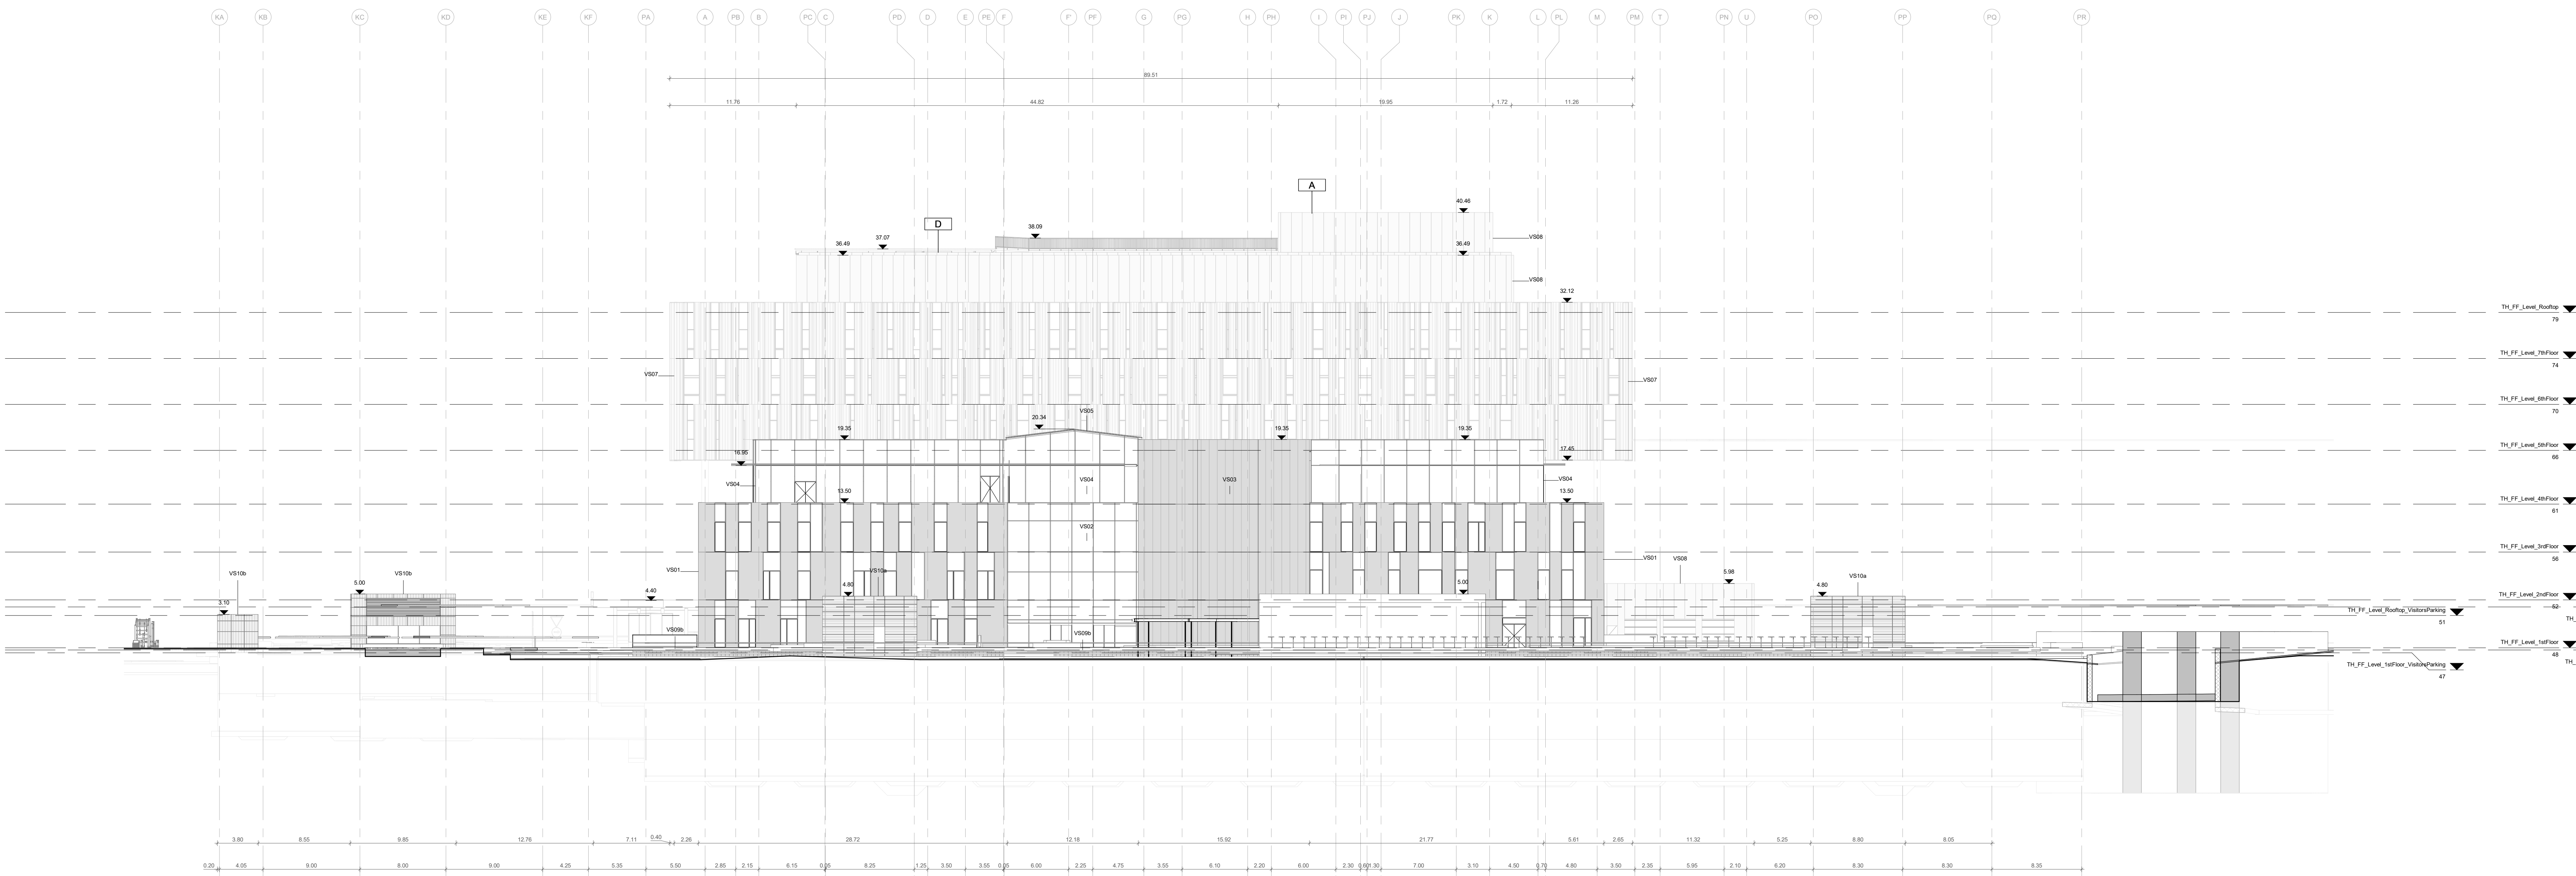 KA KB KC KD KE KF PA A PB B PC C PD D E PE F F' PF G PG H PH I PI PJ J PK K L PL M PM T PN U PO PP PQ PR
89.51
11.76 44.82 19.95 1.72 11.26
A
40.46
D
38.09
37.07
36.49 36.49
VS08
VS08
32.12
TH_FF_Level_Rooftop
79
TH_FF_Level_7thFloor
74
VS07 VS07
TH_FF_Level_6thFloor
70
20.34 VS05
19.35 19.35 19.35
TH_FF_Level_5thFloor
66
16.95 17.45
VS04 VS04 VS03 VS04
13.50 13.50
TH_FF_Level_4thFloor
61
VS02
TH_FF_Level_3rdFloor
56
VS10b VS10b VS01 VS10a VS01 VS08
5.00 4.40 4.80 5.00 5.98 4.80 VS10a
3.10
TH_FF_Level_2ndFloor
52
TH_FF_Level_Rooftop_VisitorsParking
51
TH_
VS09b VS09b
TH_FF_Level_1stFloor
48
TH_FF_Level_1stFloor_VisitorsParking
47
TH_
3.80 8.55 9.85 12.76 7.11 0.40 2.26 28.72 12.18 15.92 21.77 5.61 2.65 11.32 5.25 8.80 8.05
0.20 4.05 9.00 8.00 9.00 4.25 5.35 5.50 2.85 2.15 6.15 0.05 8.25 1.25 3.50 3.55 0.05 6.00 2.25 4.75 3.55 6.10 2.20 6.00 2.30 0.60 1.30 7.00 3.10 4.50 0.70 4.80 3.50 2.35 5.95 2.10 6.20 8.30 8.30 8.35